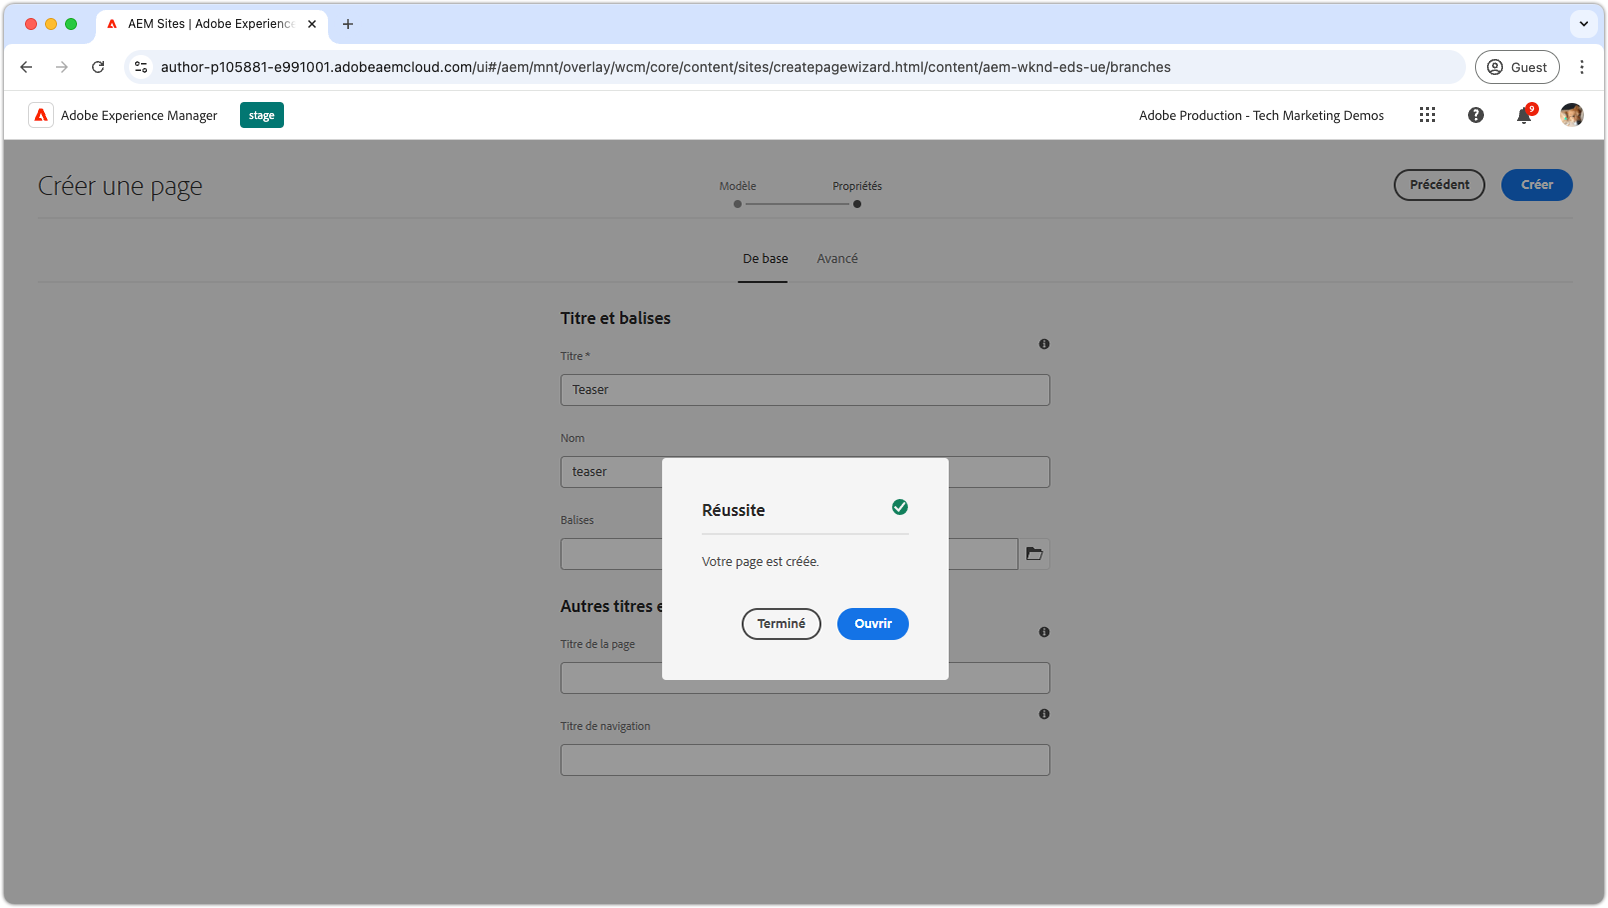 AEM Sites | Adobe Experience
author-p105881-e991001.adobeaemcloud.com/ui#/aem/mnt/overlay/wcm/core/content/sites/createpagewizard.html/content/aem-wknd-eds-ue/branches
Guest
Adobe Experience Manager
stage
Adobe Production - Tech Marketing Demos
9
Créer une page
Modèle
Propriétés
Précédent
Créer
De base
Avancé
Titre et balises
Titre *
Teaser
Nom
teaser
Balises
Réussite
Votre page est créée.
Terminé
Ouvrir
Autres titres e
Titre de la page
Titre de navigation